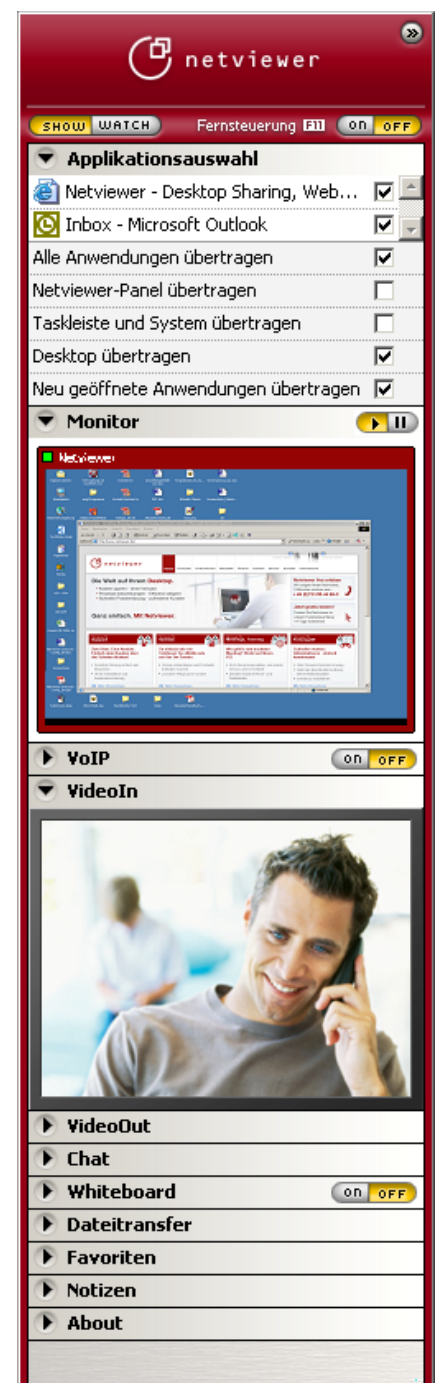 netviewer
SHOW WATCH Fernsteuerung F11 ON OFF
Applikationsauswahl
Netviewer - Desktop Sharing, Web...
Inbox - Microsoft Outlook
Alle Anwendungen übertragen
Netviewer-Panel übertragen
Taskleiste und System übertragen
Desktop übertragen
Neu geöffnete Anwendungen übertragen
Monitor
Netviewer
netviewer
Die Welt auf Ihrem Desktop.
Ganz einfach. Mit Netviewer.
VoIP ON OFF
VideoIn
VideoOut
Chat
Whiteboard ON OFF
Dateitransfer
Favoriten
Notizen
About